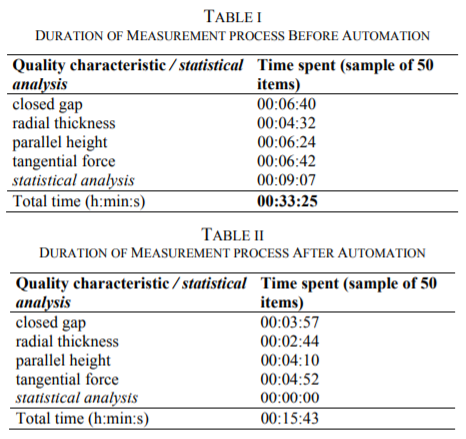 TABLE I
DURATION OF MEASUREMENT PROCESS BEFORE AUTOMATION
Quality characteristic / statistical analysis Time spent (sample of 50 items)
closed gap 00:06:40
radial thickness 00:04:32
parallel height 00:06:24
tangential force 00:06:42
statistical analysis 00:09:07
Total time (h:min:s) 00:33:25
TABLE II
DURATION OF MEASUREMENT PROCESS AFTER AUTOMATION
Quality characteristic / statistical analysis Time spent (sample of 50 items)
closed gap 00:03:57
radial thickness 00:02:44
parallel height 00:04:10
tangential force 00:04:52
statistical analysis 00:00:00
Total time (h:min:s) 00:15:43